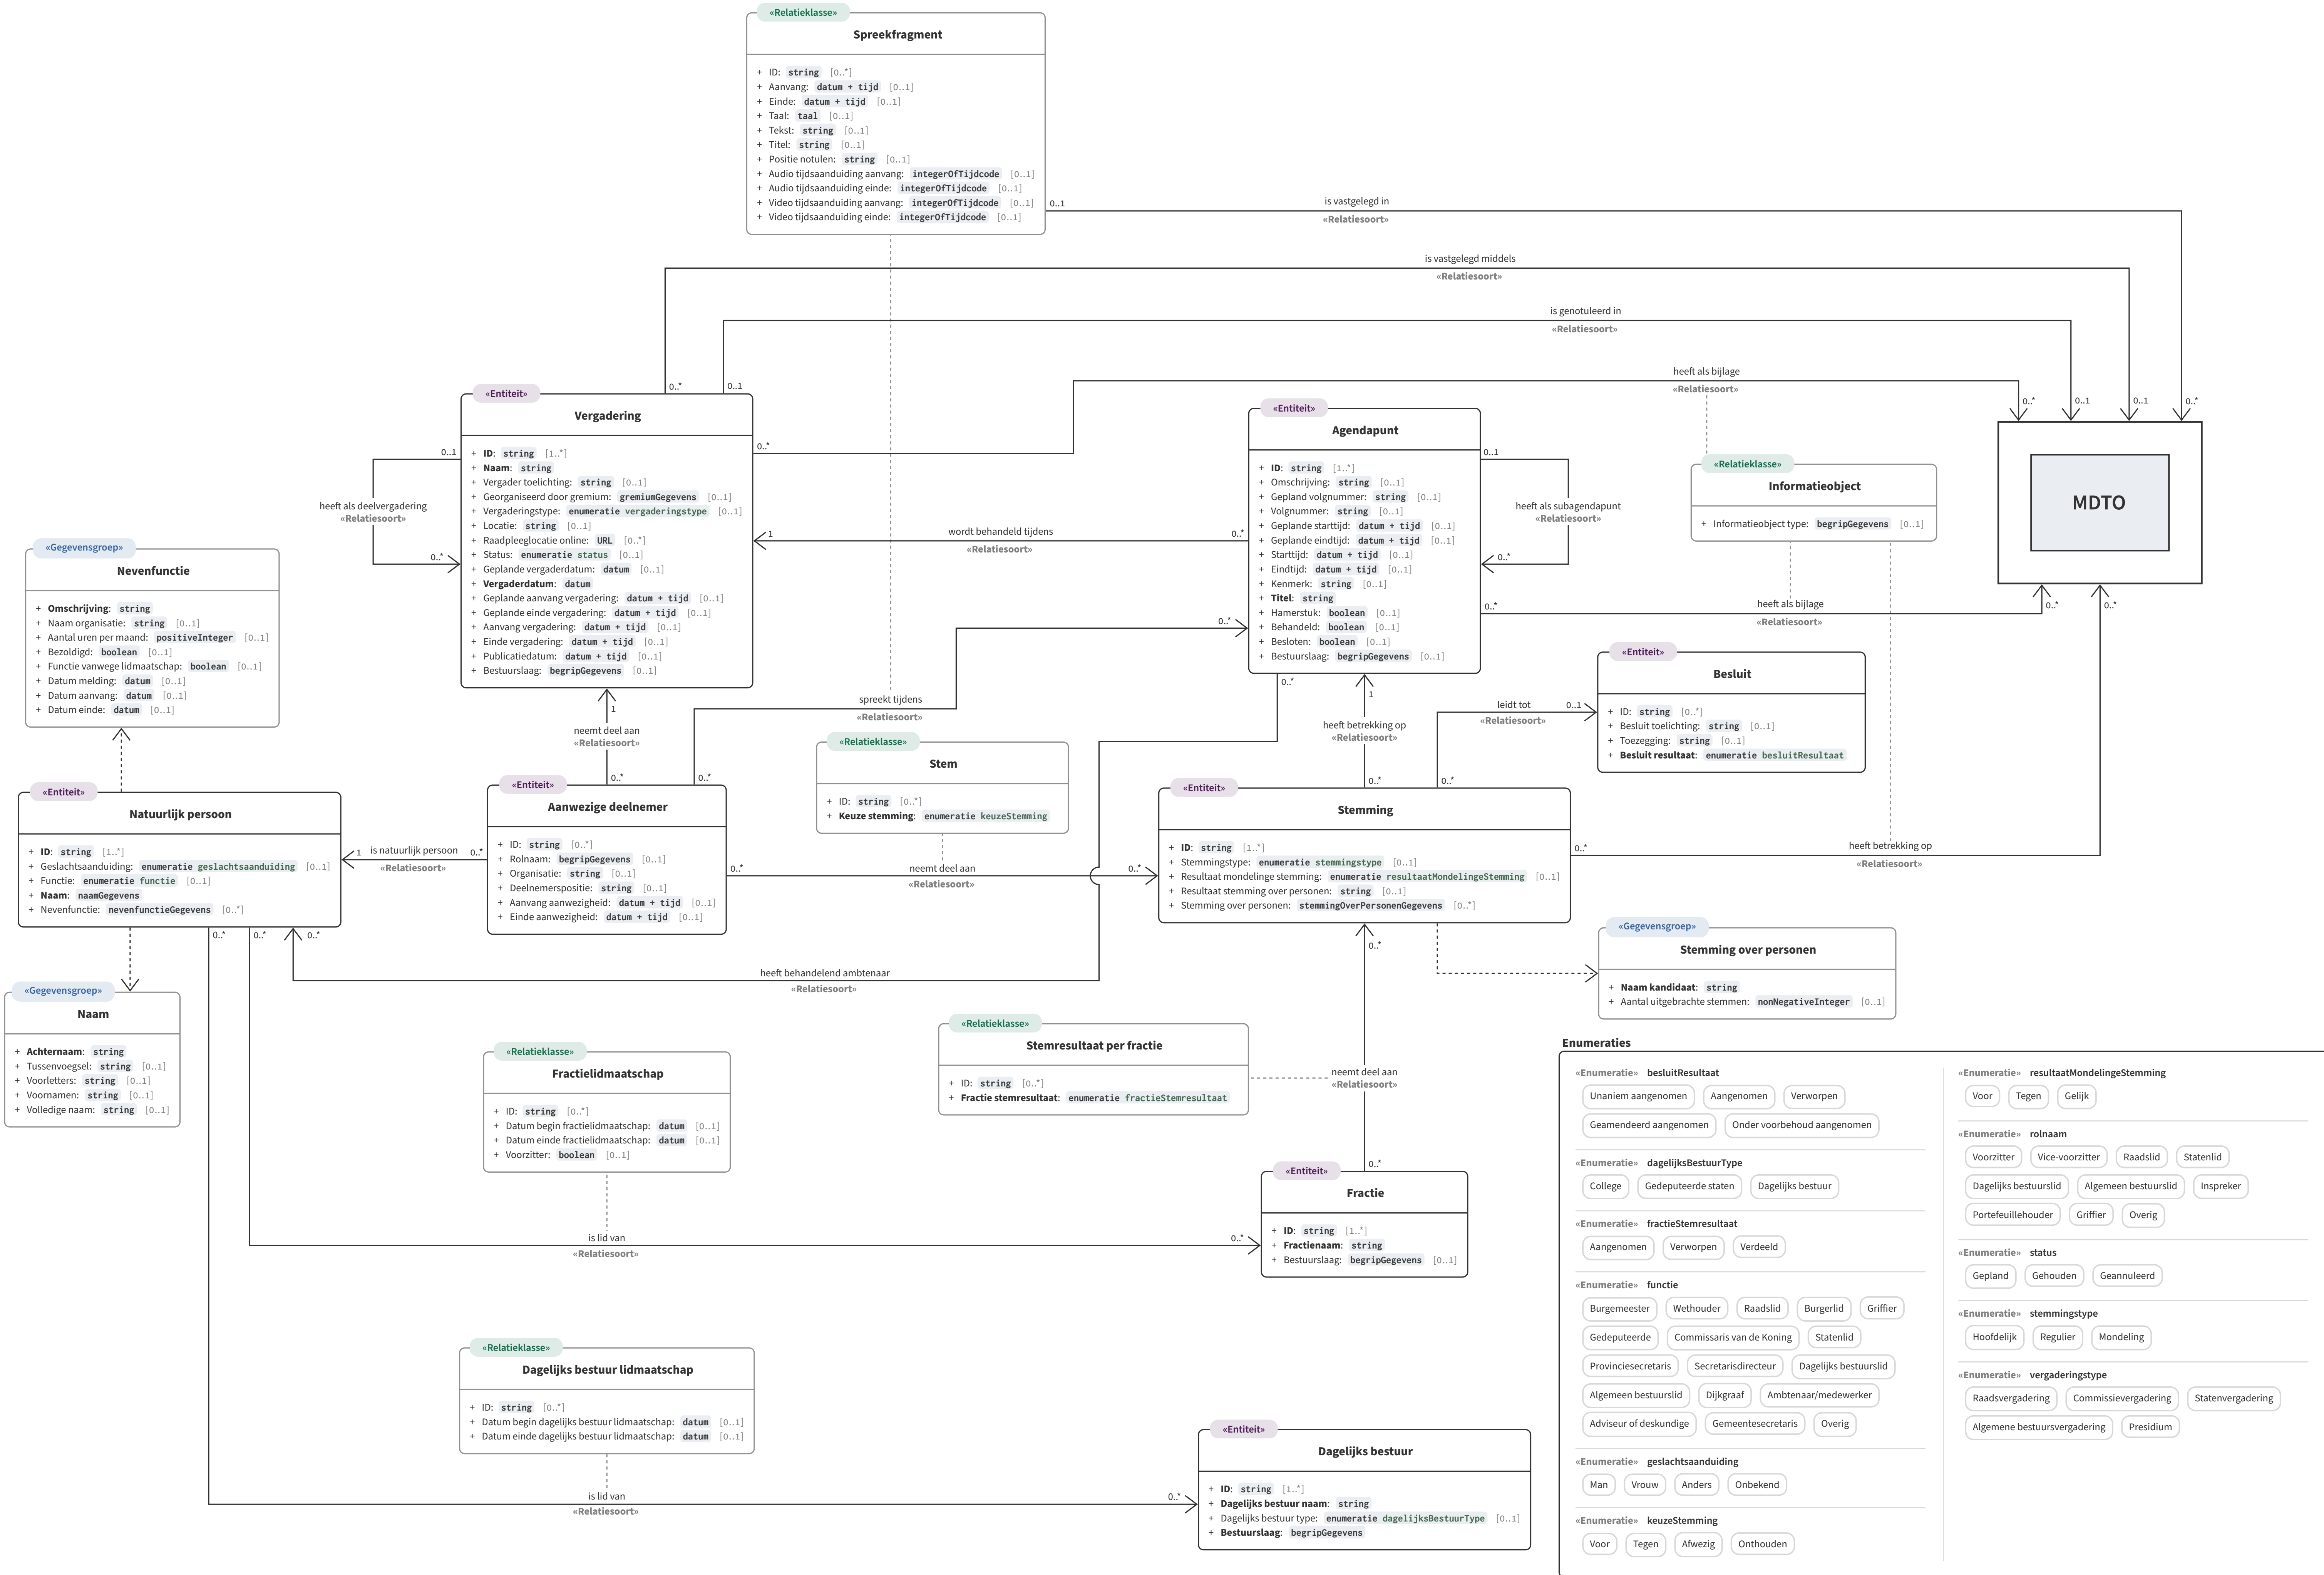 «Relatieklasse»
Spreekfragment
+ ID: string [0..*]
+ Aanvang: datum + tijd [0..1]
+ Einde: datum + tijd [0..1]
+ Taal: taal [0..1]
+ Tekst: string [0..1]
+ Titel: string [0..1]
+ Positie notulen: string [0..1]
+ Audio tijdsaanduiding aanvang: integerOfTijdcode [0..1]
+ Audio tijdsaanduiding einde: integerOfTijdcode [0..1]
+ Video tijdsaanduiding aanvang: integerOfTijdcode [0..1]
+ Video tijdsaanduiding einde: integerOfTijdcode [0..1]
0..1
is vastgelegd in
«Relatiesoort»
is vastgelegd middels
«Relatiesoort»
is genotuleerd in
«Relatiesoort»
heeft als bijlage
«Relatiesoort»
0..*
0..1
0..*
0..1
0..1
0..*
«Entiteit»
Vergadering
+ ID: string [1..*]
+ Naam: string
+ Vergader toelichting: string [0..1]
+ Georganiseerd door gremium: gremiumGegevens [0..1]
+ Vergaderingstype: enumeratie vergaderingstype [0..1]
+ Locatie: string [0..1]
+ Raadpleeglocatie online: URL [0..*]
+ Status: enumeratie status [0..1]
+ Geplande vergaderdatum: datum [0..1]
+ Vergaderdatum: datum
+ Geplande aanvang vergadering: datum + tijd [0..1]
+ Geplande einde vergadering: datum + tijd [0..1]
+ Aanvang vergadering: datum + tijd [0..1]
+ Einde vergadering: datum + tijd [0..1]
+ Publicatiedatum: datum + tijd [0..1]
+ Bestuurslaag: begripGegevens [0..1]
0..1
heeft als deelvergadering
«Relatiesoort»
0..*
0..*
1
wordt behandeld tijdens
«Relatiesoort»
0..*
«Entiteit»
Agendapunt
+ ID: string [1..*]
+ Omschrijving: string [0..1]
+ Gepland volgnummer: string [0..1]
+ Volgnummer: string [0..1]
+ Geplande starttijd: datum + tijd [0..1]
+ Geplande eindtijd: datum + tijd [0..1]
+ Starttijd: datum + tijd [0..1]
+ Eindtijd: datum + tijd [0..1]
+ Kenmerk: string [0..1]
+ Titel: string
+ Hamerstuk: boolean [0..1]
+ Behandeld: boolean [0..1]
+ Besloten: boolean [0..1]
+ Bestuurslaag: begripGegevens [0..1]
0..1
heeft als subagendapunt
«Relatiesoort»
0..*
«Relatieklasse»
Informatieobject
+ Informatieobject type: begripGegevens [0..1]
MDTO
0..*
heeft als bijlage
«Relatiesoort»
0..*
0..*
«Gegevensgroep»
Nevenfunctie
+ Omschrijving: string
+ Naam organisatie: string [0..1]
+ Aantal uren per maand: positiveInteger [0..1]
+ Bezoldigd: boolean [0..1]
+ Functie vanwege lidmaatschap: boolean [0..1]
+ Datum melding: datum [0..1]
+ Datum aanvang: datum [0..1]
+ Datum einde: datum [0..1]
0..*
spreekt tijdens
«Relatiesoort»
1
neemt deel aan
«Relatiesoort»
0..*
0..*
0..*
1
heeft betrekking op
«Relatiesoort»
0..*
leidt tot
«Relatiesoort»
0..1
0..*
«Entiteit»
Besluit
+ ID: string [0..*]
+ Besluit toelichting: string [0..1]
+ Toezegging: string [0..1]
+ Besluit resultaat: enumeratie besluitResultaat
«Relatieklasse»
Stem
+ ID: string [0..*]
+ Keuze stemming: enumeratie keuzeStemming
«Entiteit»
Natuurlijk persoon
+ ID: string [1..*]
+ Geslachtsaanduiding: enumeratie geslachtsaanduiding [0..1]
+ Functie: enumeratie functie [0..1]
+ Naam: naamGegevens
+ Nevenfunctie: nevenfunctieGegevens [0..*]
1
is natuurlijk persoon
0..*
«Relatiesoort»
«Entiteit»
Aanwezige deelnemer
+ ID: string [0..*]
+ Rolnaam: begripGegevens [0..1]
+ Organisatie: string [0..1]
+ Deelnemerspositie: string [0..1]
+ Aanvang aanwezigheid: datum + tijd [0..1]
+ Einde aanwezigheid: datum + tijd [0..1]
0..*
neemt deel aan
«Relatiesoort»
0..*
«Entiteit»
Stemming
+ ID: string [1..*]
+ Stemmingstype: enumeratie stemmingstype [0..1]
+ Resultaat mondelinge stemming: enumeratie resultaatMondelingeStemming [0..1]
+ Resultaat stemming over personen: string [0..1]
+ Stemming over personen: stemmingOverPersonenGegevens [0..*]
0..*
heeft betrekking op
«Relatiesoort»
«Gegevensgroep»
Stemming over personen
+ Naam kandidaat: string
+ Aantal uitgebrachte stemmen: nonNegativeInteger [0..1]
0..*
0..*
0..*
0..*
heeft behandelend ambtenaar
«Relatiesoort»
«Gegevensgroep»
Naam
+ Achternaam: string
+ Tussenvoegsel: string [0..1]
+ Voorletters: string [0..1]
+ Voornamen: string [0..1]
+ Volledige naam: string [0..1]
«Relatieklasse»
Fractielidmaatschap
+ ID: string [0..*]
+ Datum begin fractielidmaatschap: datum [0..1]
+ Datum einde fractielidmaatschap: datum [0..1]
+ Voorzitter: boolean [0..1]
«Relatieklasse»
Stemresultaat per fractie
+ ID: string [0..*]
+ Fractie stemresultaat: enumeratie fractieStemresultaat
neemt deel aan
«Relatiesoort»
0..*
«Entiteit»
Fractie
+ ID: string [1..*]
+ Fractienaam: string
+ Bestuurslaag: begripGegevens [0..1]
is lid van
«Relatiesoort»
0..*
«Relatieklasse»
Dagelijks bestuur lidmaatschap
+ ID: string [0..*]
+ Datum begin dagelijks bestuur lidmaatschap: datum [0..1]
+ Datum einde dagelijks bestuur lidmaatschap: datum [0..1]
is lid van
«Relatiesoort»
0..*
«Entiteit»
Dagelijks bestuur
+ ID: string [1..*]
+ Dagelijks bestuur naam: string
+ Dagelijks bestuur type: enumeratie dagelijksBestuurType [0..1]
+ Bestuurslaag: begripGegevens
Enumeraties
«Enumeratie» besluitResultaat
Unaniem aangenomen Aangenomen Verworpen
Geamendeerd aangenomen Onder voorbehoud aangenomen
«Enumeratie» dagelijksBestuurType
College Gedeputeerde staten Dagelijks bestuur
«Enumeratie» fractieStemresultaat
Aangenomen Verworpen Verdeeld
«Enumeratie» functie
Burgemeester Wethouder Raadslid Burgerlid Griffier
Gedeputeerde Commissaris van de Koning Statenlid
Provinciesecretaris Secretarisdirecteur Dagelijks bestuurslid
Algemeen bestuurslid Dijkgraaf Ambtenaar/medewerker
Adviseur of deskundige Gemeentesecretaris Overig
«Enumeratie» geslachtsaanduiding
Man Vrouw Anders Onbekend
«Enumeratie» keuzeStemming
Voor Tegen Afwezig Onthouden
«Enumeratie» resultaatMondelingeStemming
Voor Tegen Gelijk
«Enumeratie» rolnaam
Voorzitter Vice-voorzitter Raadslid Statenlid
Dagelijks bestuurslid Algemeen bestuurslid Inspreker
Portefeuillehouder Griffier Overig
«Enumeratie» status
Gepland Gehouden Geannuleerd
«Enumeratie» stemmingstype
Hoofdelijk Regulier Mondeling
«Enumeratie» vergaderingstype
Raadsvergadering Commissievergadering Statenvergadering
Algemene bestuursvergadering Presidium